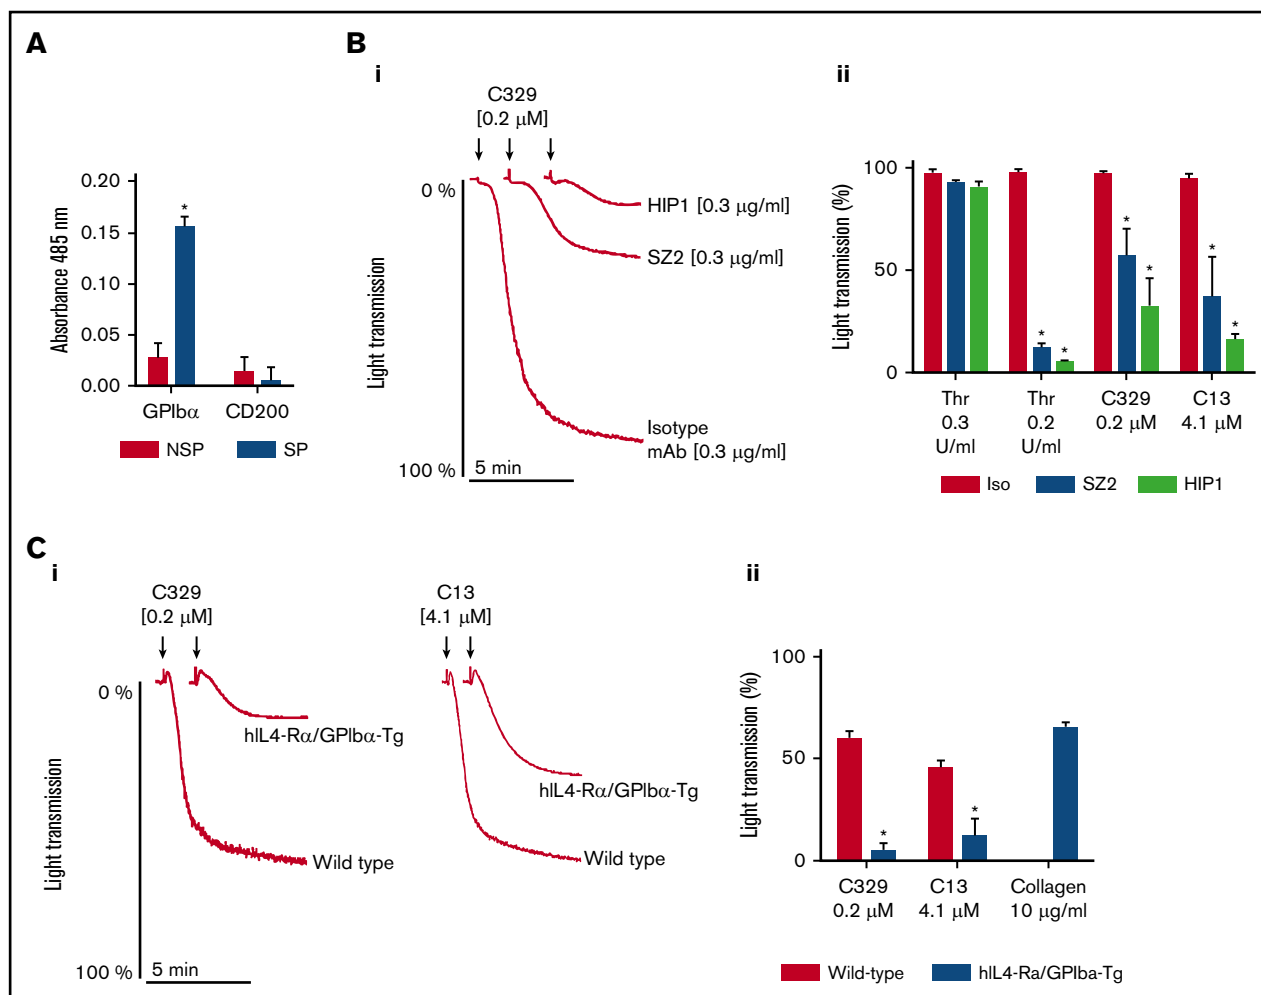 A
Absorbance 485 nm
0.20
0.15
0.10
0.05
0.00
*
GPIbα
CD200
NSP
SP
B
i
C329
[0.2 μM]
0 %
Light transmission
100 %
5 min
HIP1 [0.3 μg/ml]
SZ2 [0.3 μg/ml]
Isotype
mAb [0.3 μg/ml]
ii
Light transmission (%)
100
50
0
* *
* *
* *
Thr
0.3
U/ml
Thr
0.2
U/ml
C329
0.2 μM
C13
4.1 μM
Iso
SZ2
HIP1
C
i
C329
[0.2 μM]
0 %
Light transmission
100 %
5 min
hIL4-Rα/GPIbα-Tg
Wild type
C13
[4.1 μM]
hIL4-Rα/GPIbα-Tg
Wild type
ii
Light transmission (%)
100
50
0
*
*
C329
0.2 μM
C13
4.1 μM
Collagen
10 μg/ml
Wild-type
hIL4-Ra/GPIba-Tg